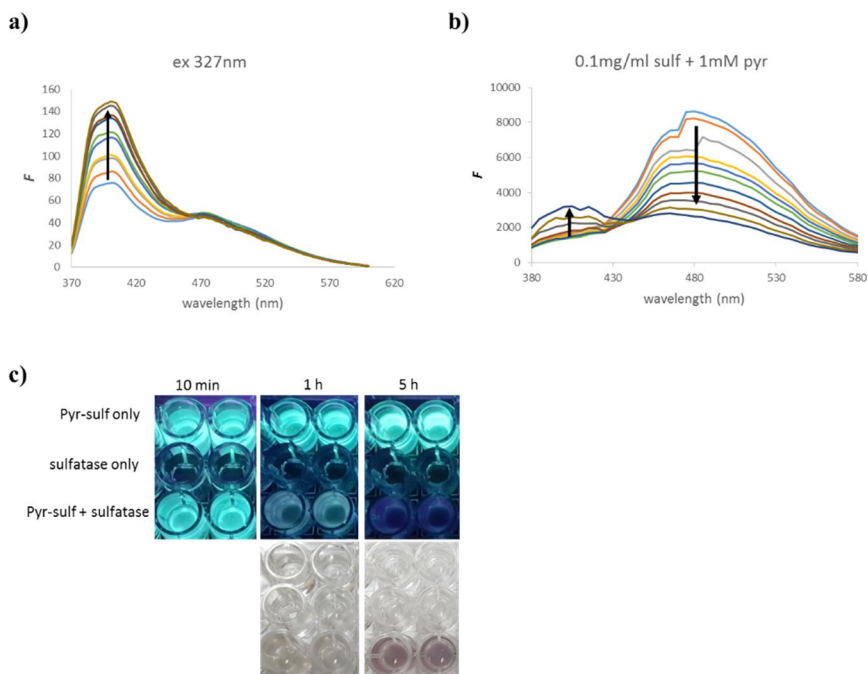 a)
ex 327nm
160
140
120
100
80
60
40
20
0
F
370 420 470 520 570 620
wavelength (nm)
b)
0.1mg/ml sulf + 1mM pyr
10000
8000
6000
4000
2000
0
F
380 430 480 530 580
wavelength (nm)
c)
10 min 1 h 5 h
Pyr-sulf only
sulfatase only
Pyr-sulf + sulfatase